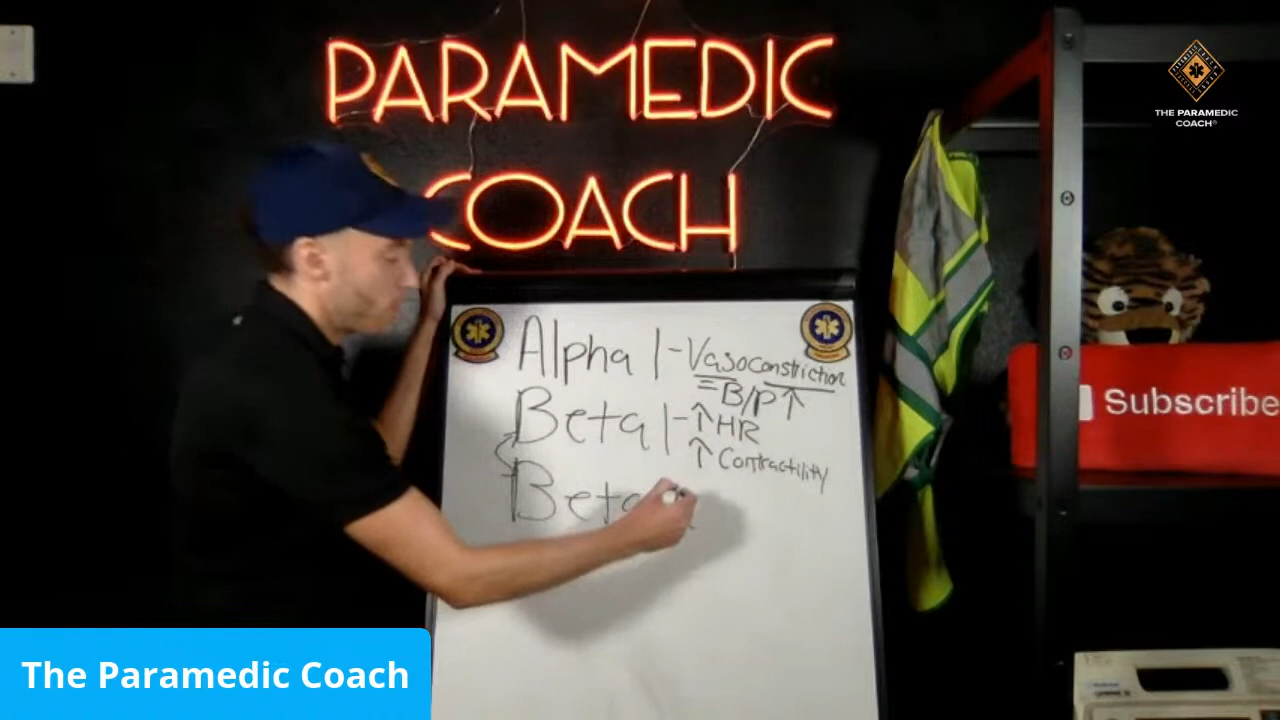 PARAMEDIC
COACH
THE PARAMEDIC
COACH®
Alpha 1 - Vasoconstriction
= B/P ↑
Beta 1 - ↑ HR
↑ Contractility
Beta
Subscribe
The Paramedic Coach